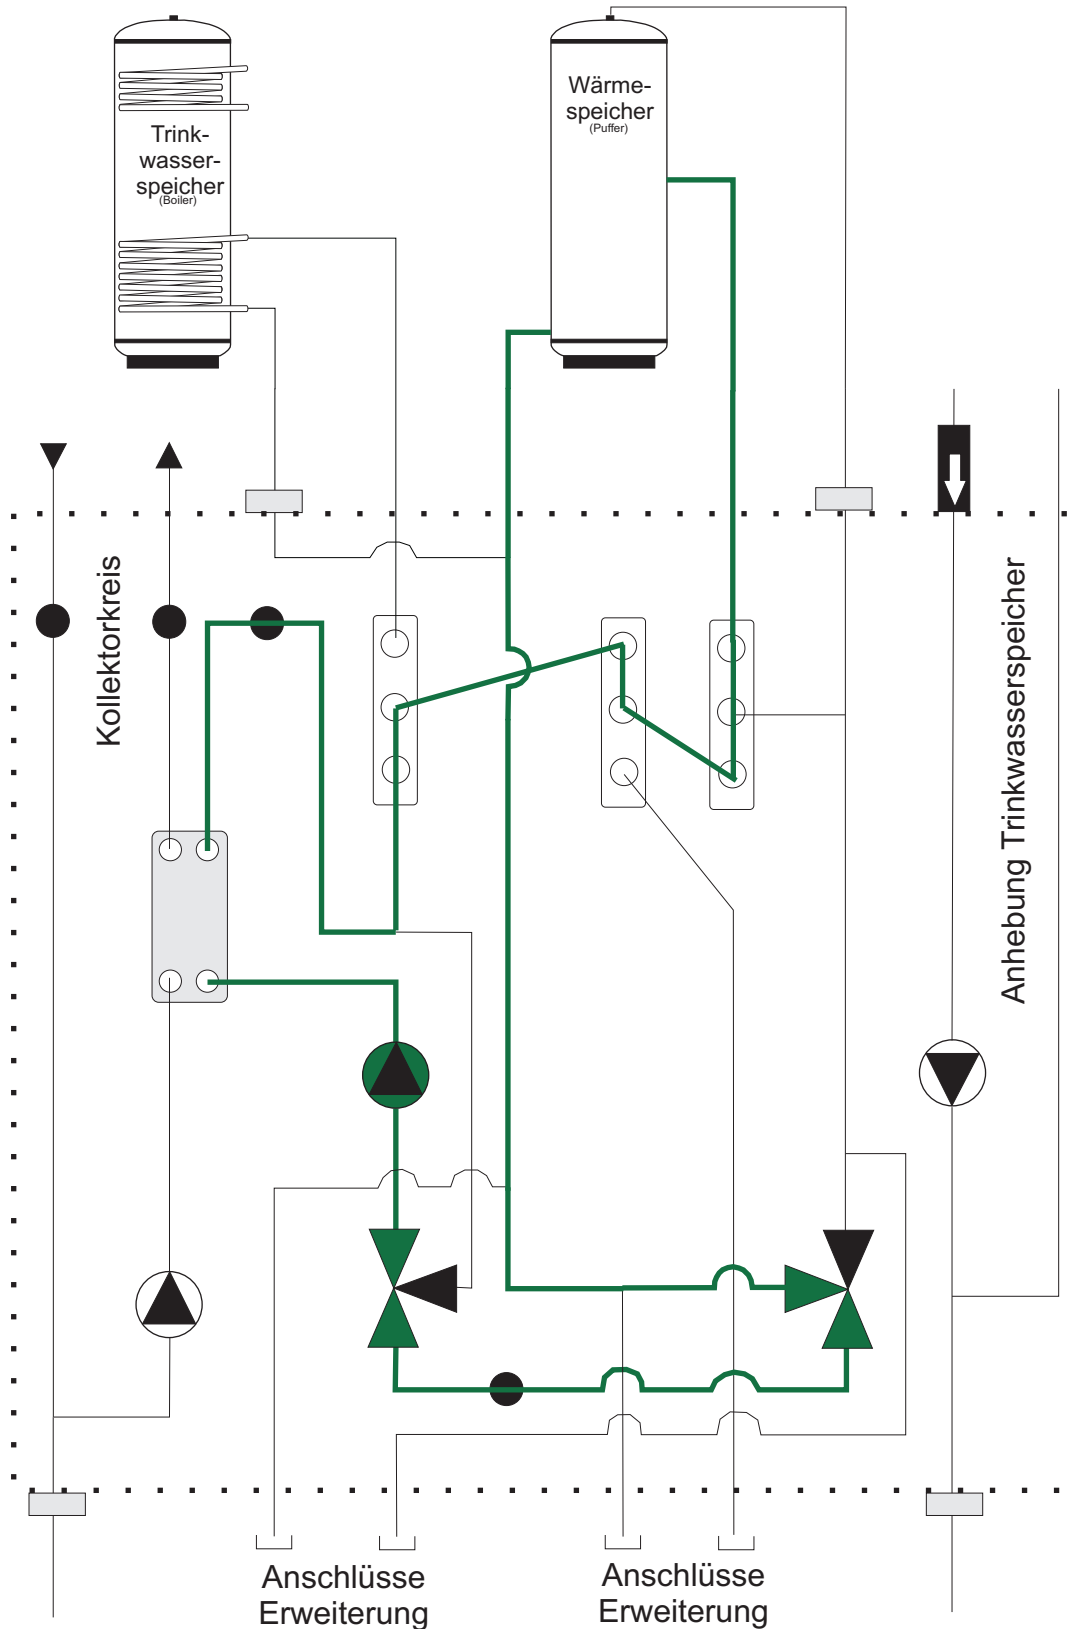 Trink-
wasser-
speicher
(Boiler)
Wärme-
speicher
(Puffer)
Kollektorkreis
Anhebung Trinkwasserspeicher
Anschlüsse
Erweiterung
Anschlüsse
Erweiterung